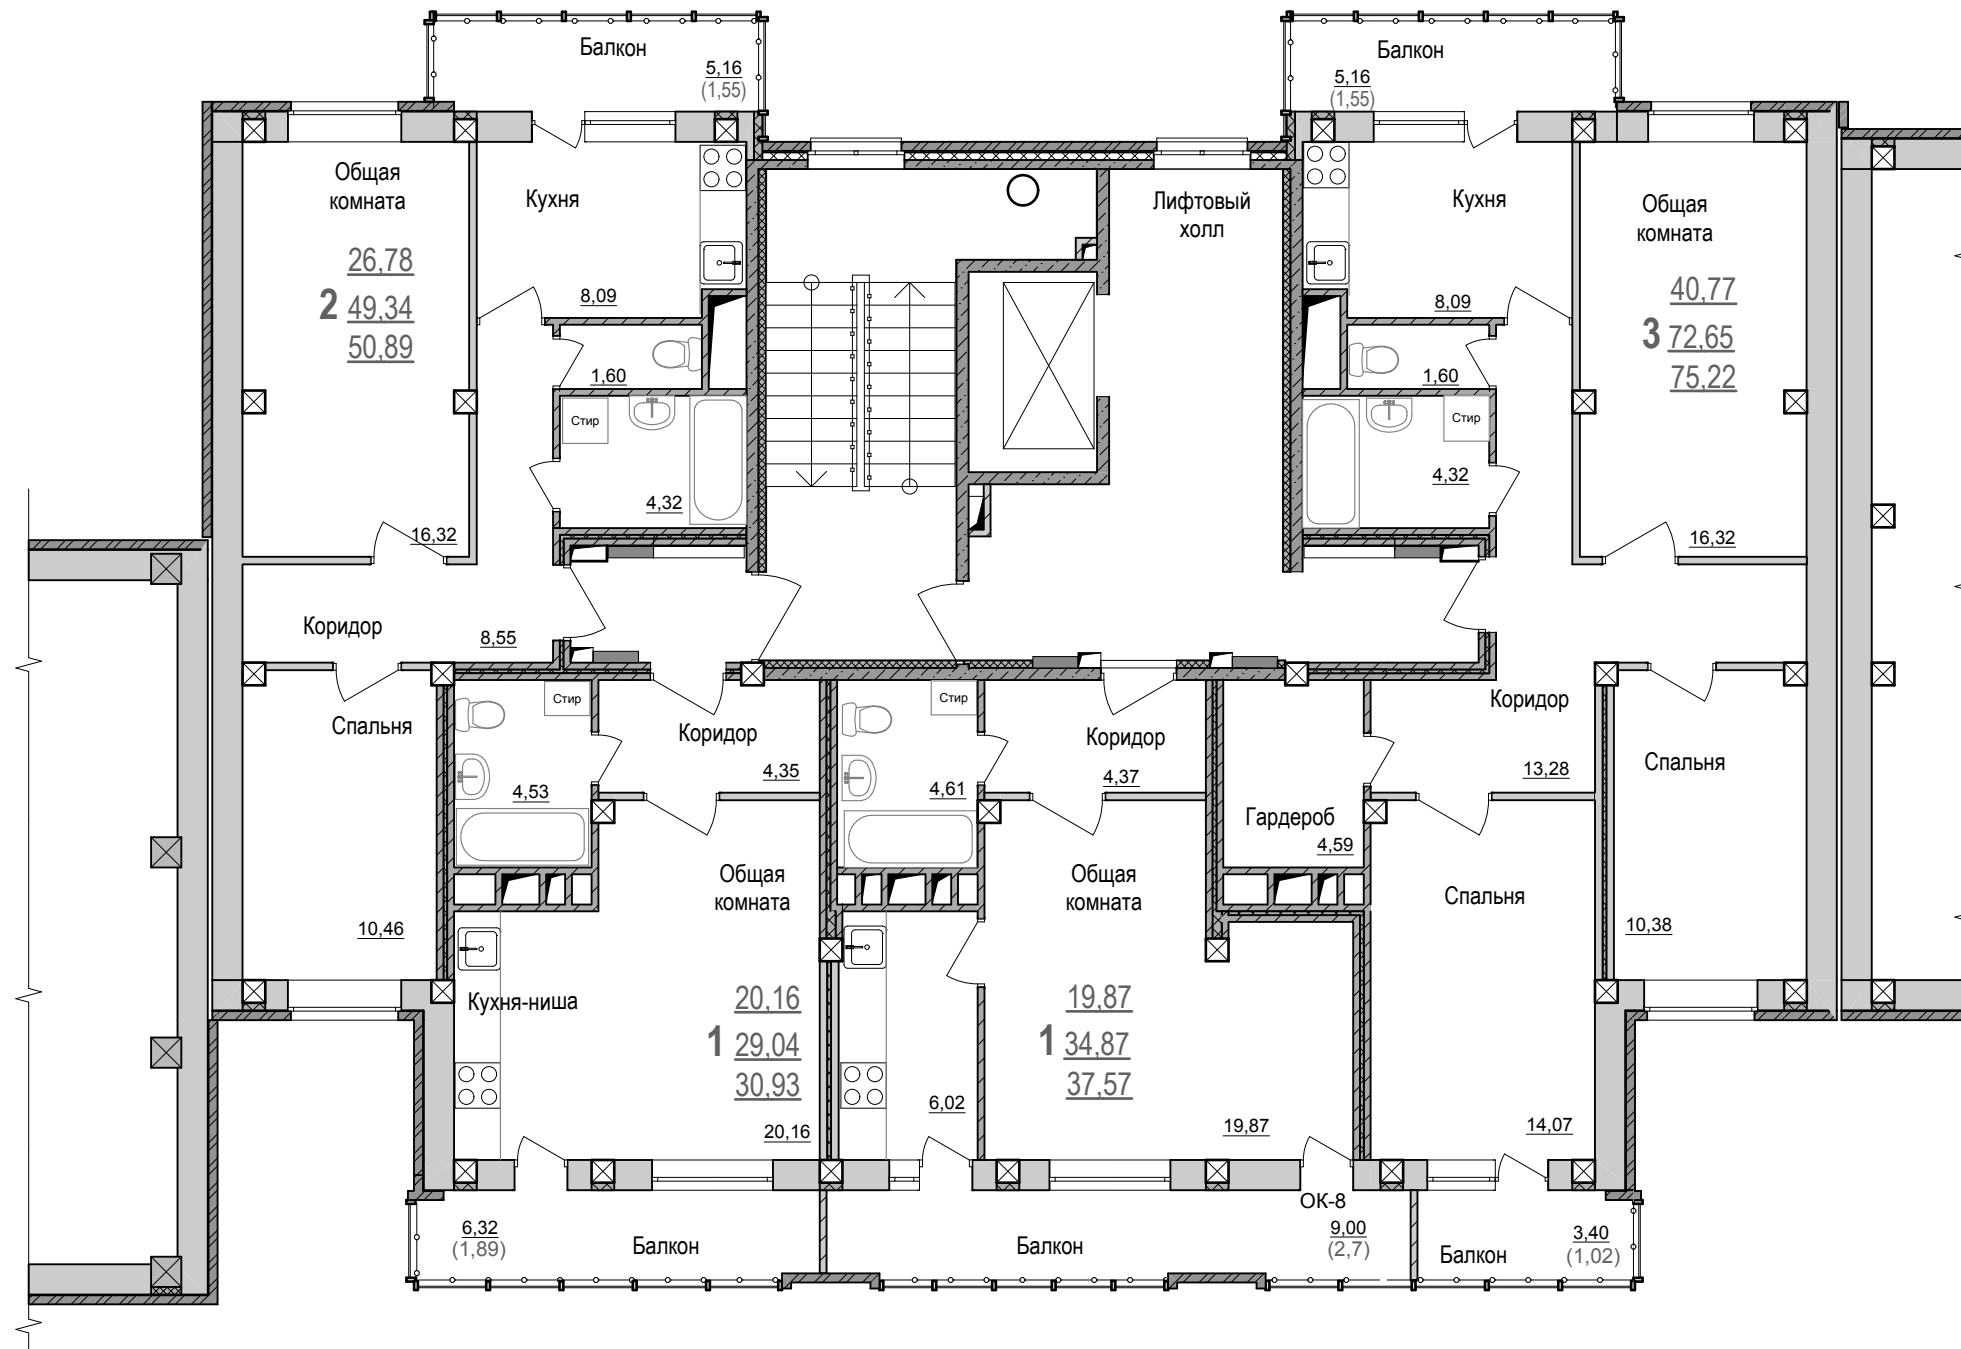 Балкон
5,16
(1,55)
Балкон
5,16
(1,55)
Общая
комната
Кухня
Лифтовый
холл
Кухня
Общая
комната
26,78
2 49,34
50,89
8,09
8,09
40,77
3 72,65
75,22
1,60
1,60
Стир
Стир
4,32
4,32
16,32
16,32
Коридор
8,55
Спальня
Стир
Коридор
4,35
4,53
Стир
Коридор
4,37
4,61
Гардероб
4,59
Коридор
13,28
Спальня
Общая
комната
Общая
комната
Спальня
10,46
10,38
Кухня-ниша
20,16
1 29,04
30,93
19,87
1 34,87
37,57
20,16
6,02
19,87
14,07
ОК-8
6,32
(1,89)
Балкон
Балкон
9,00
(2,7)
Балкон
3,40
(1,02)